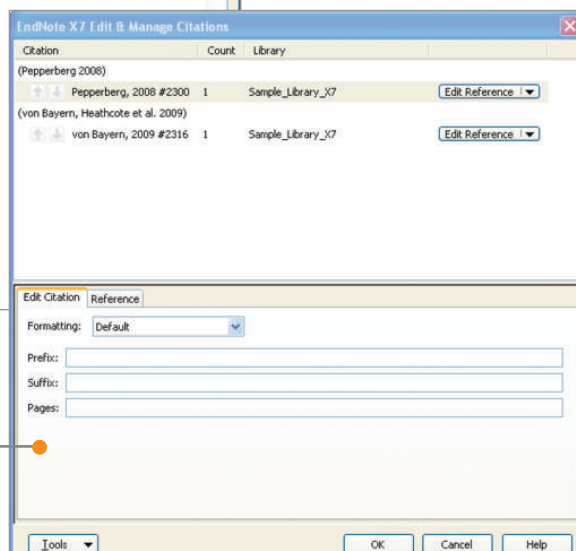 EndNote X7 Edit & Manage Citations
Citation Count Library
(Pepperberg 2008)
Pepperberg, 2008 #2300 1 Sample_Library_X7 Edit Reference
(von Bayern, Heathcote et al. 2009)
von Bayern, 2009 #2316 1 Sample_Library_X7 Edit Reference
Edit Citation Reference
Formatting: Default
Prefix:
Suffix:
Pages:
Tools OK Cancel Help